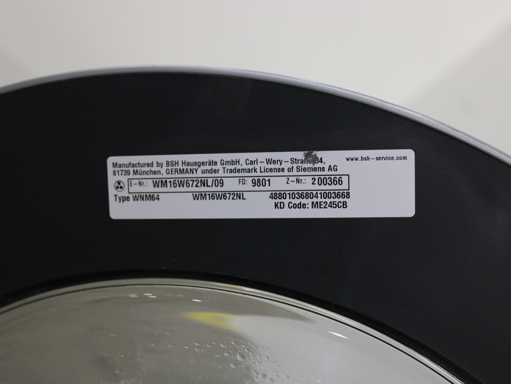 Manufactured by BSH Hausgeräte GmbH, Carl-Wery-Straße 34, www.bsh-service.com
81739 München, GERMANY under Trademark License of Siemens AG
E-Nr.: WM16W672NL/09 FD: 9801 Z-Nr.: 200366
Type WNM64 WM16W672NL 488010368041003668
KD Code: ME245CB